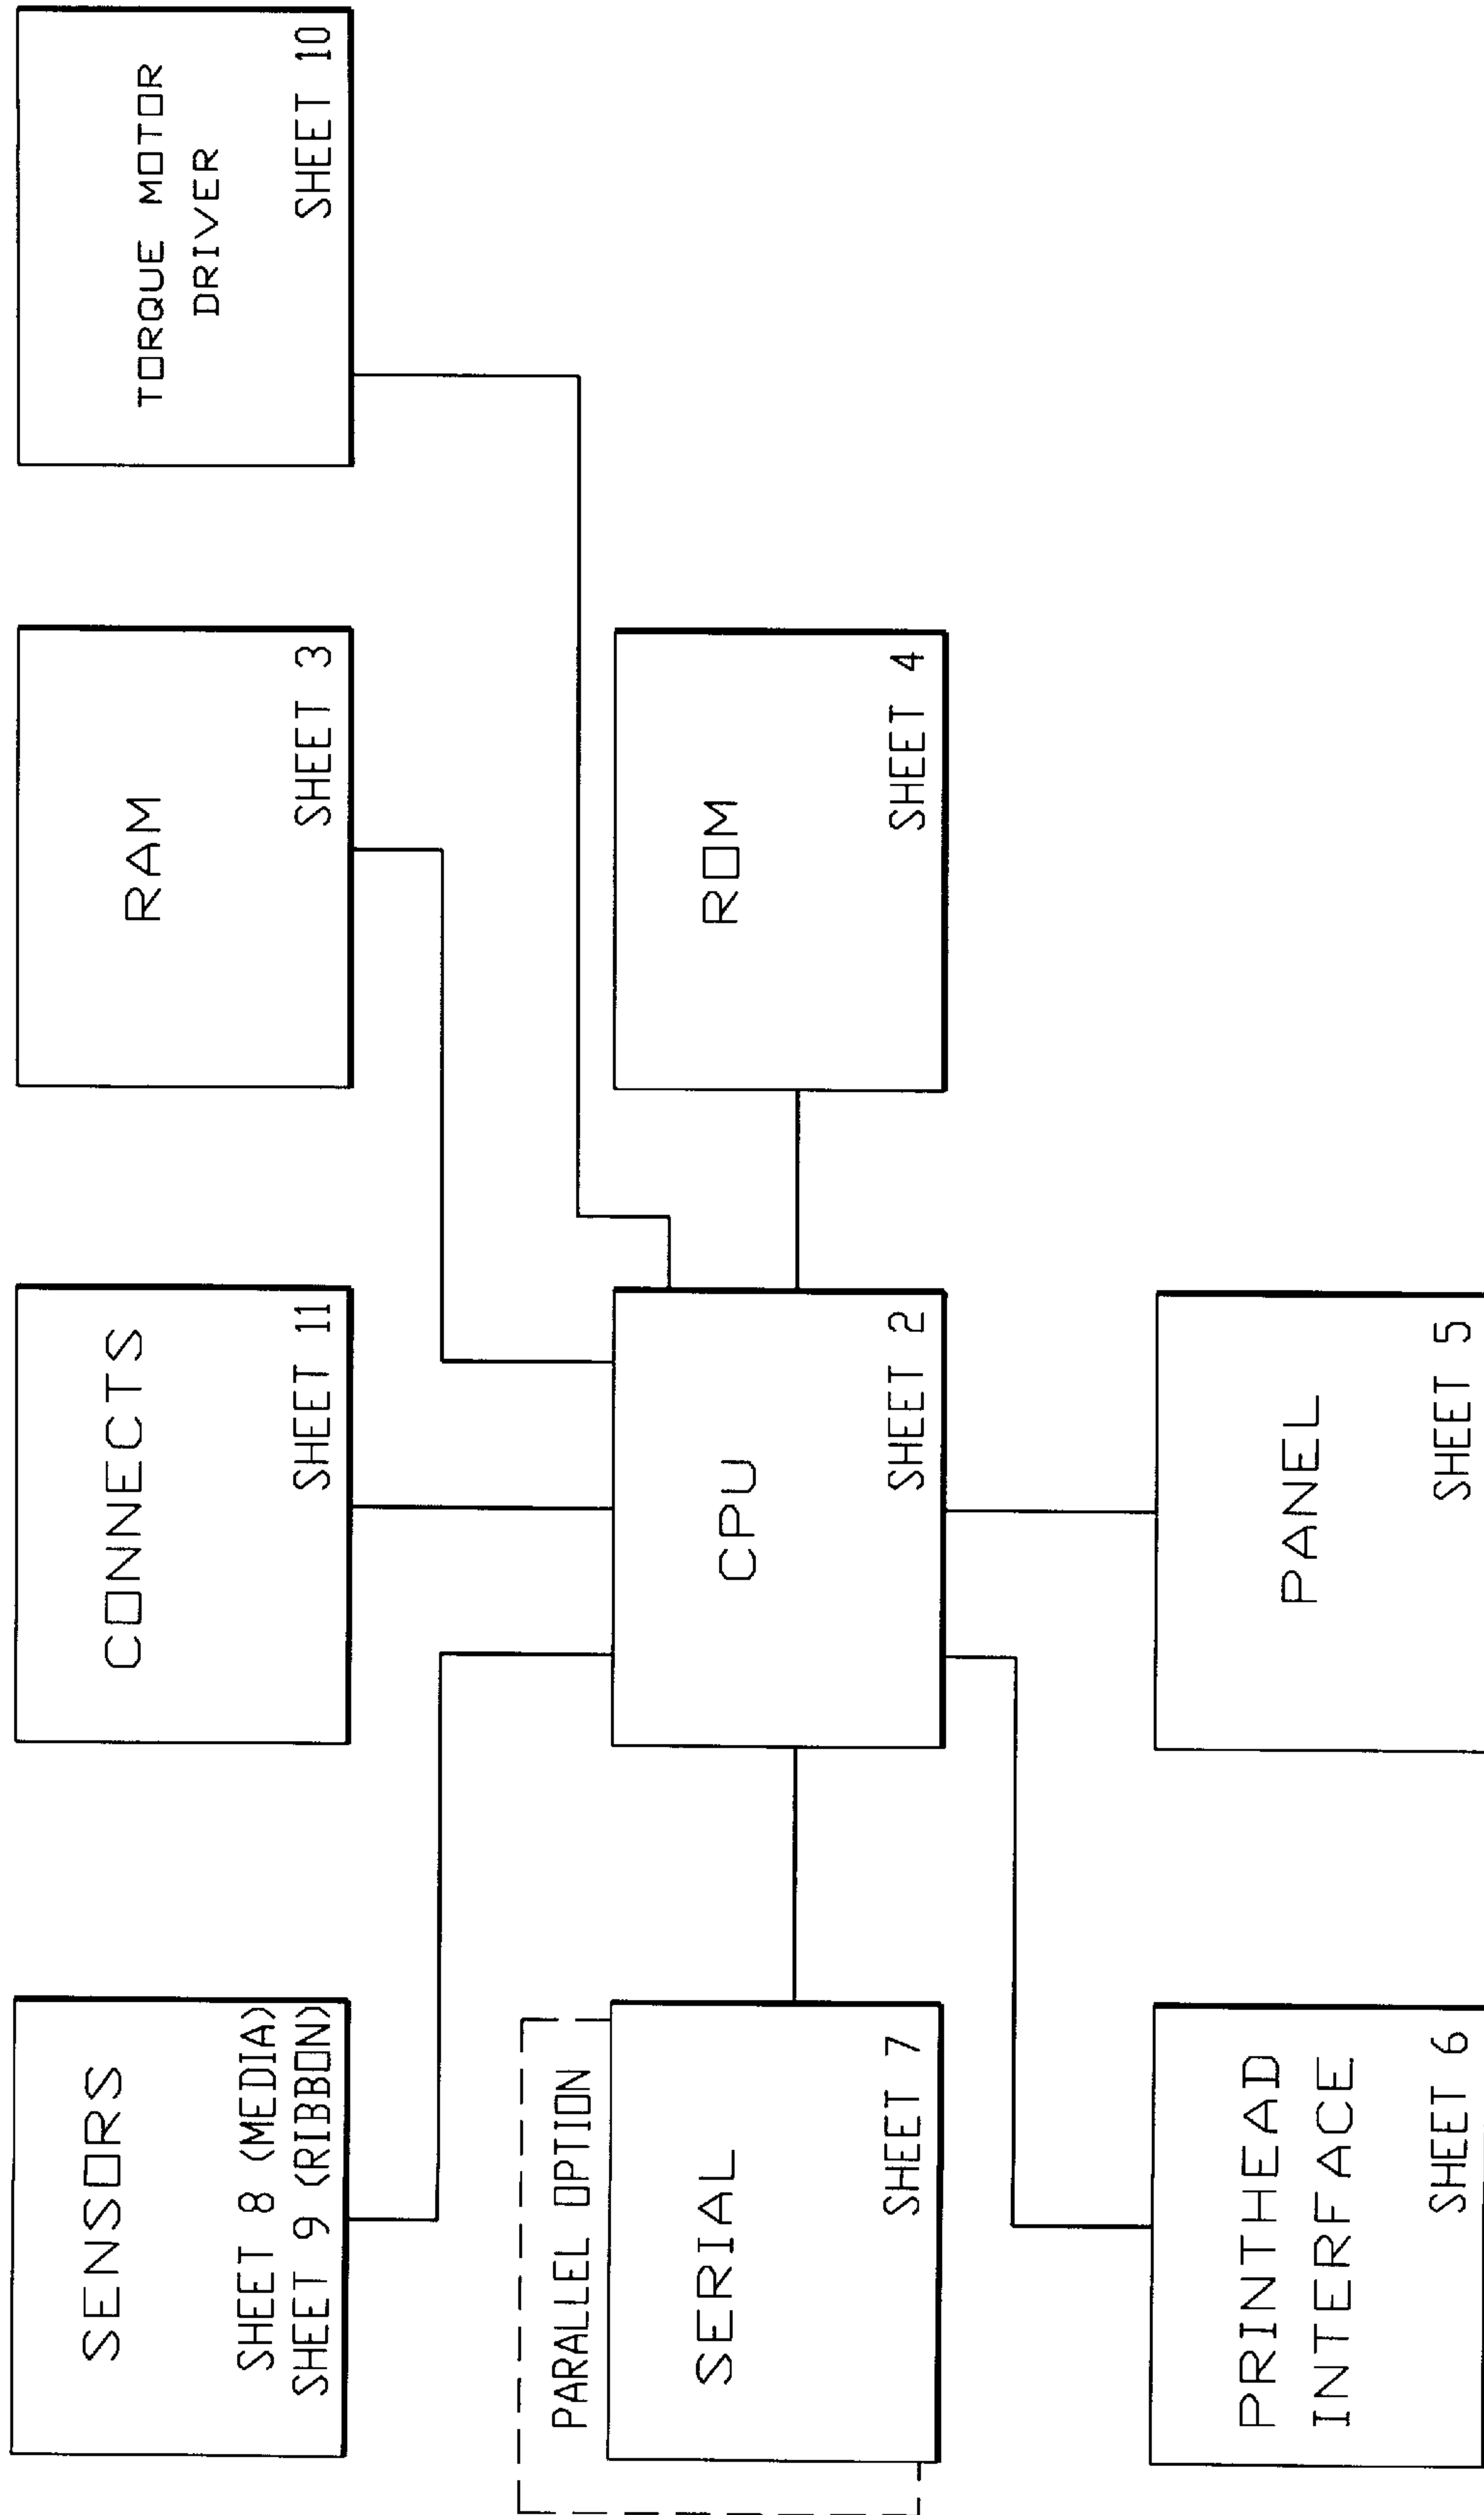 SENSORS
SHEET 8 (MEDIA)
SHEET 9 (RIBBON)
CONNECTS
SHEET 11
RAM
SHEET 3
TORQUE MOTOR
DRIVER
SHEET 10
PARALLEL OPTION
SERIAL
SHEET 7
CPU
SHEET 2
ROM
SHEET 4
PRINTHEAD
INTERFACE
SHEET 6
PANEL
SHEET 5